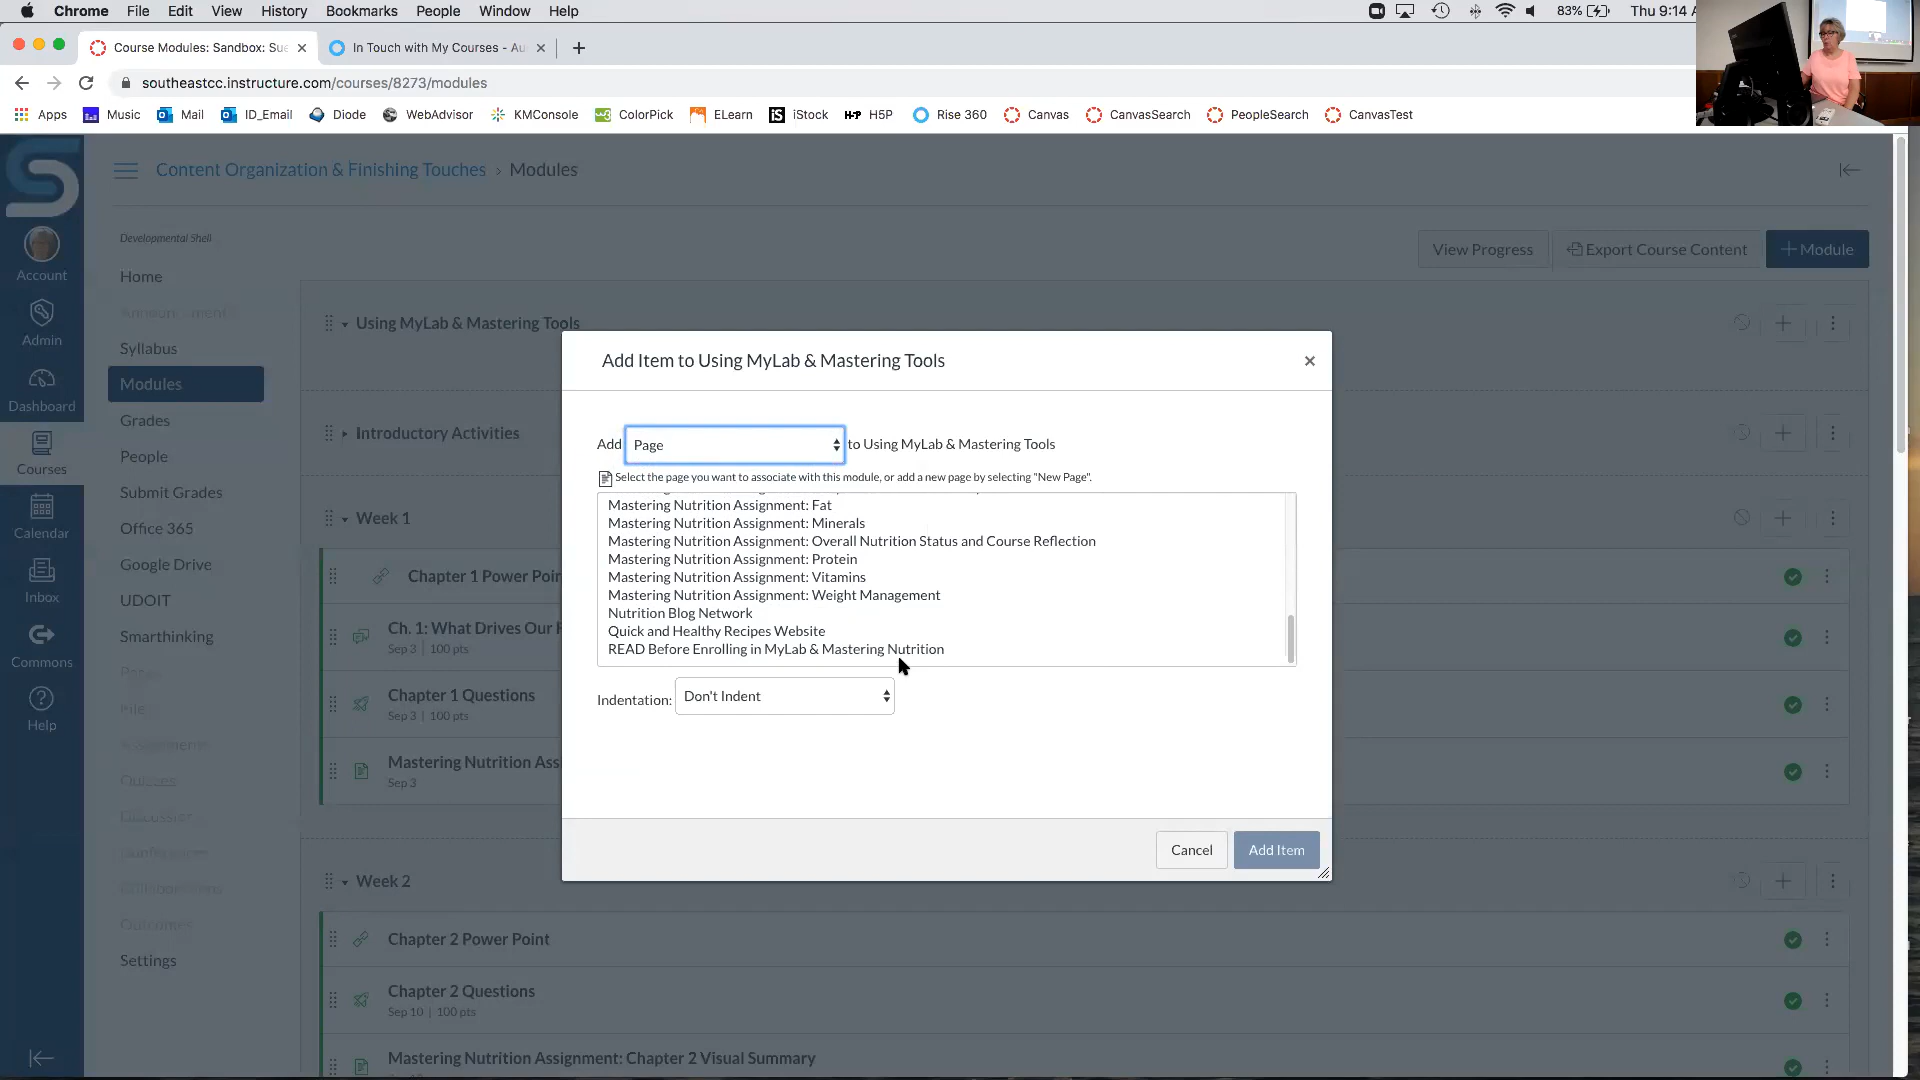 Chrome File Edit View History Bookmarks People Window Help 83% Thu 9:14
Course Modules: Sandbox: Sue
In Touch with My Courses - Au
southeastcc.instructure.com/courses/8273/modules
Apps Music Mail ID_Email Diode WebAdvisor KMConsole ColorPick ELearn iStock H5P Rise 360 Canvas CanvasSearch PeopleSearch CanvasTest
Content Organization & Finishing Touches › Modules
Account
Admin
Dashboard
Courses
Calendar
Inbox
Commons
Help
Developmental Shell
Home
Announcements
Syllabus
Modules
Grades
People
Submit Grades
Office 365
Google Drive
UDOIT
Smarthinking
Quizzes
Outcomes
Settings
View Progress
Export Course Content
+ Module
Using MyLab & Mastering Tools
Introductory Activities
Week 1
Chapter 1 Power Poin
Ch. 1: What Drives Our F
Sep 3 | 100 pts
Chapter 1 Questions
Sep 3 | 100 pts
Mastering Nutrition Ass
Sep 3
Week 2
Chapter 2 Power Point
Chapter 2 Questions
Sep 10 | 100 pts
Mastering Nutrition Assignment: Chapter 2 Visual Summary
Add Item to Using MyLab & Mastering Tools
Add Page to Using MyLab & Mastering Tools
Select the page you want to associate with this module, or add a new page by selecting "New Page".
Mastering Nutrition Assignment: Fat
Mastering Nutrition Assignment: Minerals
Mastering Nutrition Assignment: Overall Nutrition Status and Course Reflection
Mastering Nutrition Assignment: Protein
Mastering Nutrition Assignment: Vitamins
Mastering Nutrition Assignment: Weight Management
Nutrition Blog Network
Quick and Healthy Recipes Website
READ Before Enrolling in MyLab & Mastering Nutrition
Indentation: Don't Indent
Cancel
Add Item